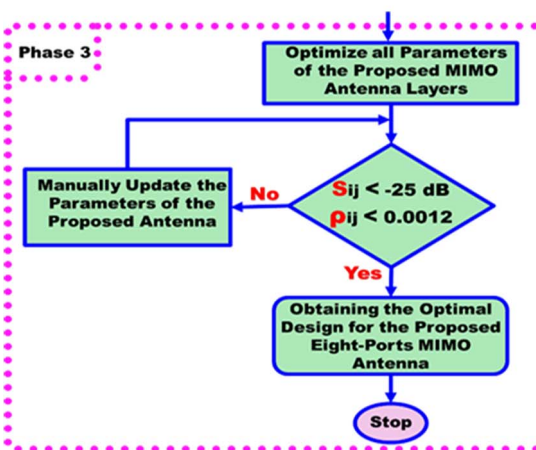 Phase 3
Optimize all Parameters
of the Proposed MIMO
Antenna Layers
Manually Update the
Parameters of the
Proposed Antenna
No
Sij < -25 dB
ρij < 0.0012
Yes
Obtaining the Optimal
Design for the Proposed
Eight-Ports MIMO
Antenna
Stop